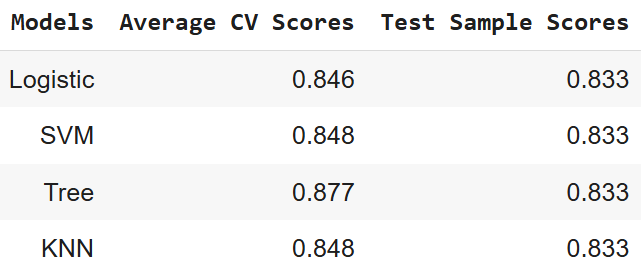 Models Average CV Scores Test Sample Scores
Logistic 0.846 0.833
SVM 0.848 0.833
Tree 0.877 0.833
KNN 0.848 0.833